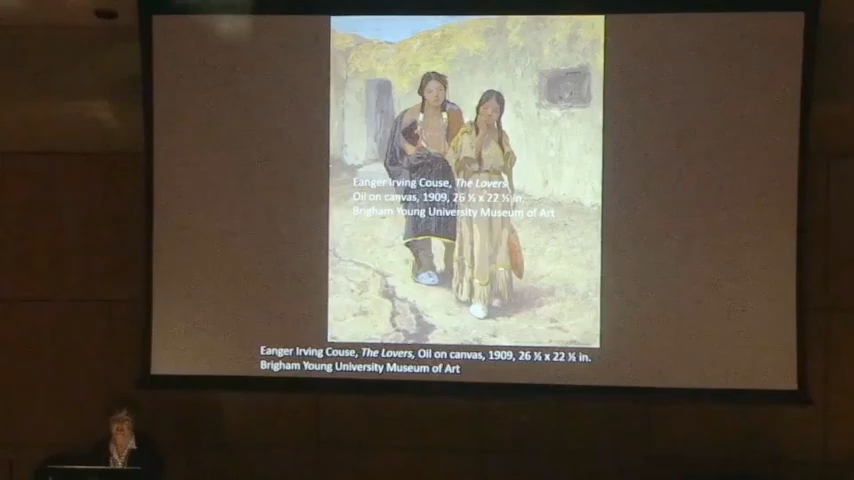 Eanger Irving Couse, The Lovers
Oil on canvas, 1909, 26 ½ x 22 ½ in.
Brigham Young University Museum of Art
Eanger Irving Couse, The Lovers, Oil on canvas, 1909, 26 ½ x 22 ½ in.
Brigham Young University Museum of Art